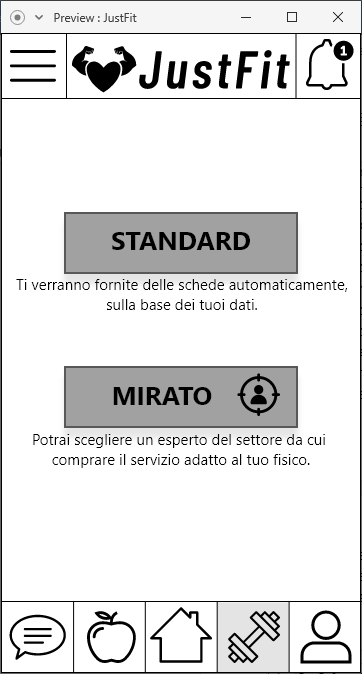 Preview : JustFit
JustFit
1
STANDARD
Ti verranno fornite delle schede automaticamente,
sulla base dei tuoi dati.
MIRATO
Potrai scegliere un esperto del settore da cui
comprare il servizio adatto al tuo fisico.